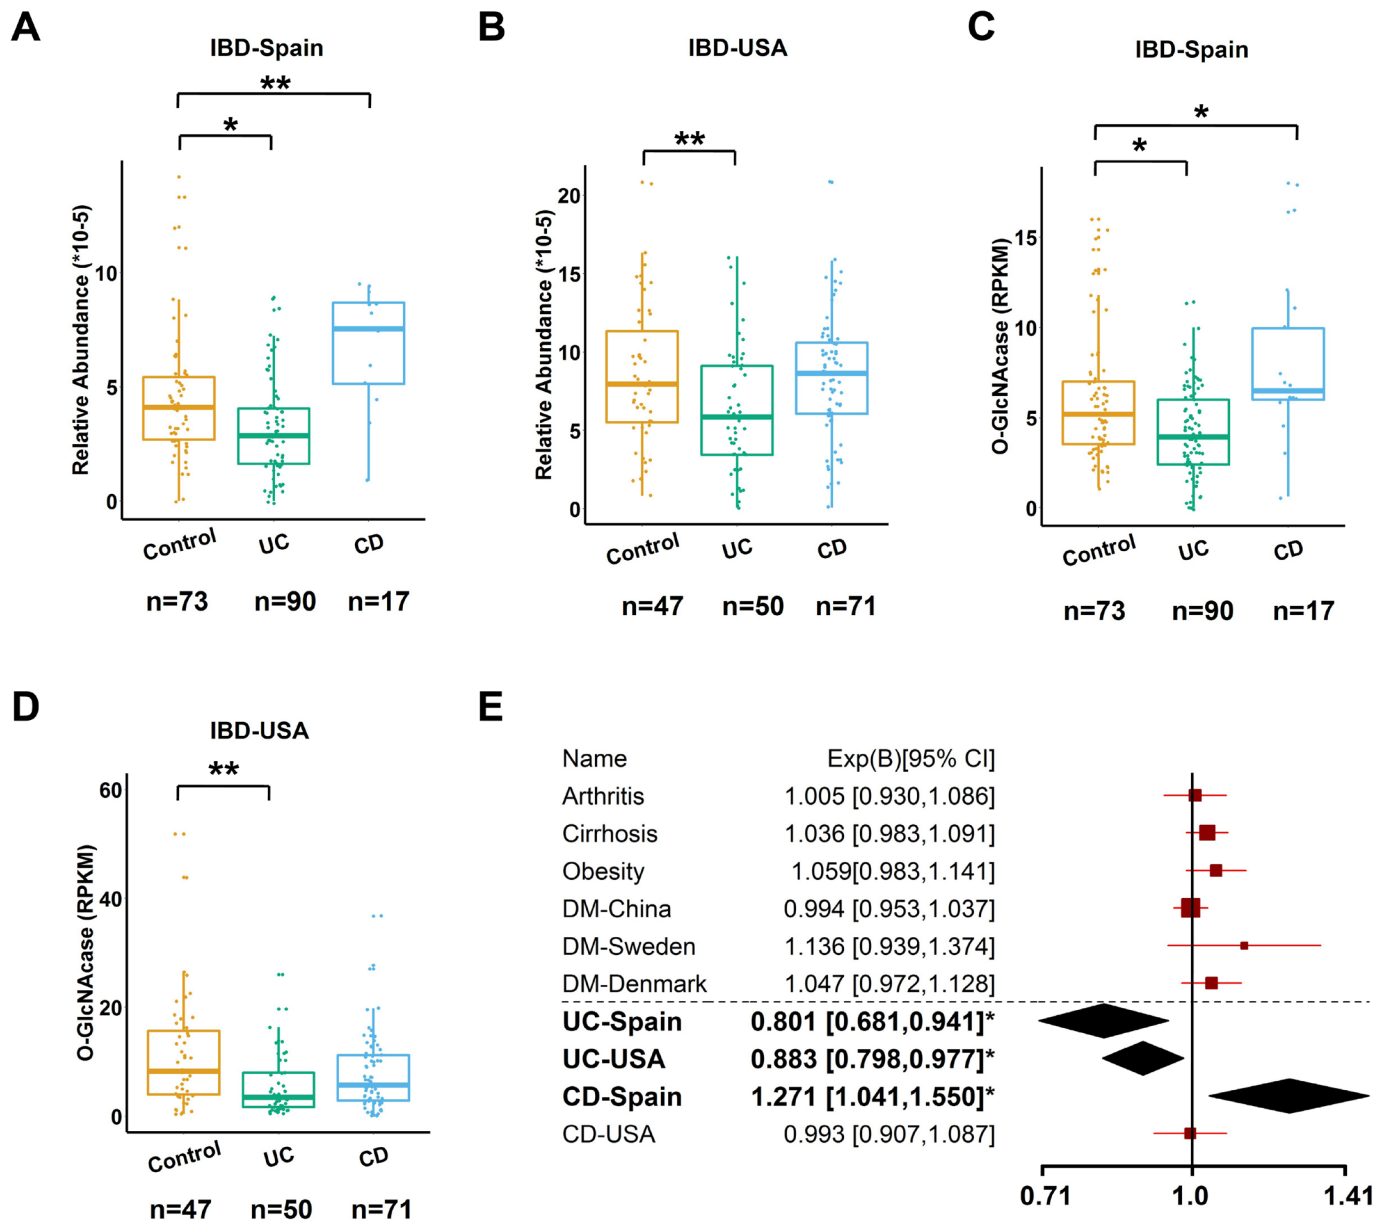 A
IBD-Spain
**
*
Relative Abundance (*10-5)
10
5
0
Control UC CD
n=73 n=90 n=17
B
IBD-USA
**
Relative Abundance (*10-5)
20
15
10
5
0
Control UC CD
n=47 n=50 n=71
C
IBD-Spain
*
*
O-GlcNAcase (RPKM)
15
10
5
0
Control UC CD
n=73 n=90 n=17
D
IBD-USA
**
O-GlcNAcase (RPKM)
60
40
20
0
Control UC CD
n=47 n=50 n=71
E
Name Exp(B)[95% CI]
Arthritis 1.005 [0.930,1.086]
Cirrhosis 1.036 [0.983,1.091]
Obesity 1.059[0.983,1.141]
DM-China 0.994 [0.953,1.037]
DM-Sweden 1.136 [0.939,1.374]
DM-Denmark 1.047 [0.972,1.128]
UC-Spain 0.801 [0.681,0.941]*
UC-USA 0.883 [0.798,0.977]*
CD-Spain 1.271 [1.041,1.550]*
CD-USA 0.993 [0.907,1.087]
0.71 1.0 1.41